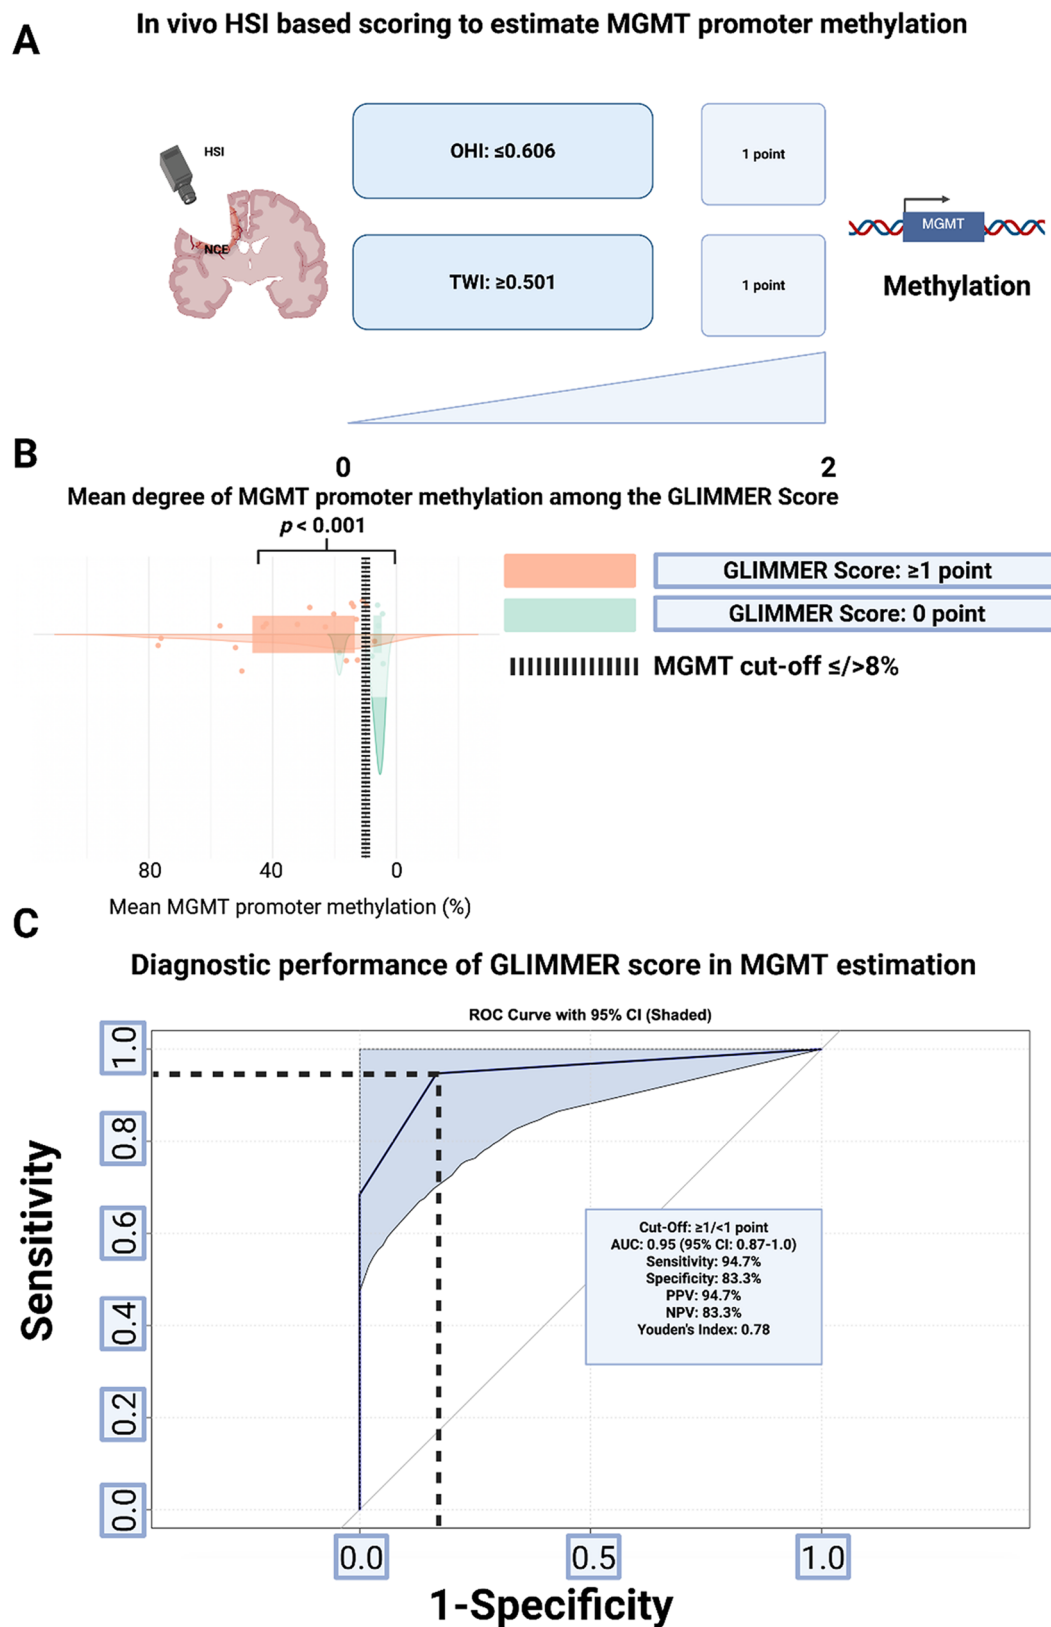 A
In vivo HSI based scoring to estimate MGMT promoter methylation
HSI
NCE
OHI: ≤0.606
1 point
TWI: ≥0.501
1 point
MGMT
Methylation
0
2
B
Mean degree of MGMT promoter methylation among the GLIMMER Score
p < 0.001
GLIMMER Score: ≥1 point
GLIMMER Score: 0 point
MGMT cut-off ≤/>8%
80
40
0
Mean MGMT promoter methylation (%)
C
Diagnostic performance of GLIMMER score in MGMT estimation
ROC Curve with 95% CI (Shaded)
Sensitivity
1.0
0.8
0.6
0.4
0.2
0.0
Cut-Off: ≥1/<1 point
AUC: 0.95 (95% CI: 0.87-1.0)
Sensitivity: 94.7%
Specificity: 83.3%
PPV: 94.7%
NPV: 83.3%
Youden's Index: 0.78
0.0
0.5
1.0
1-Specificity